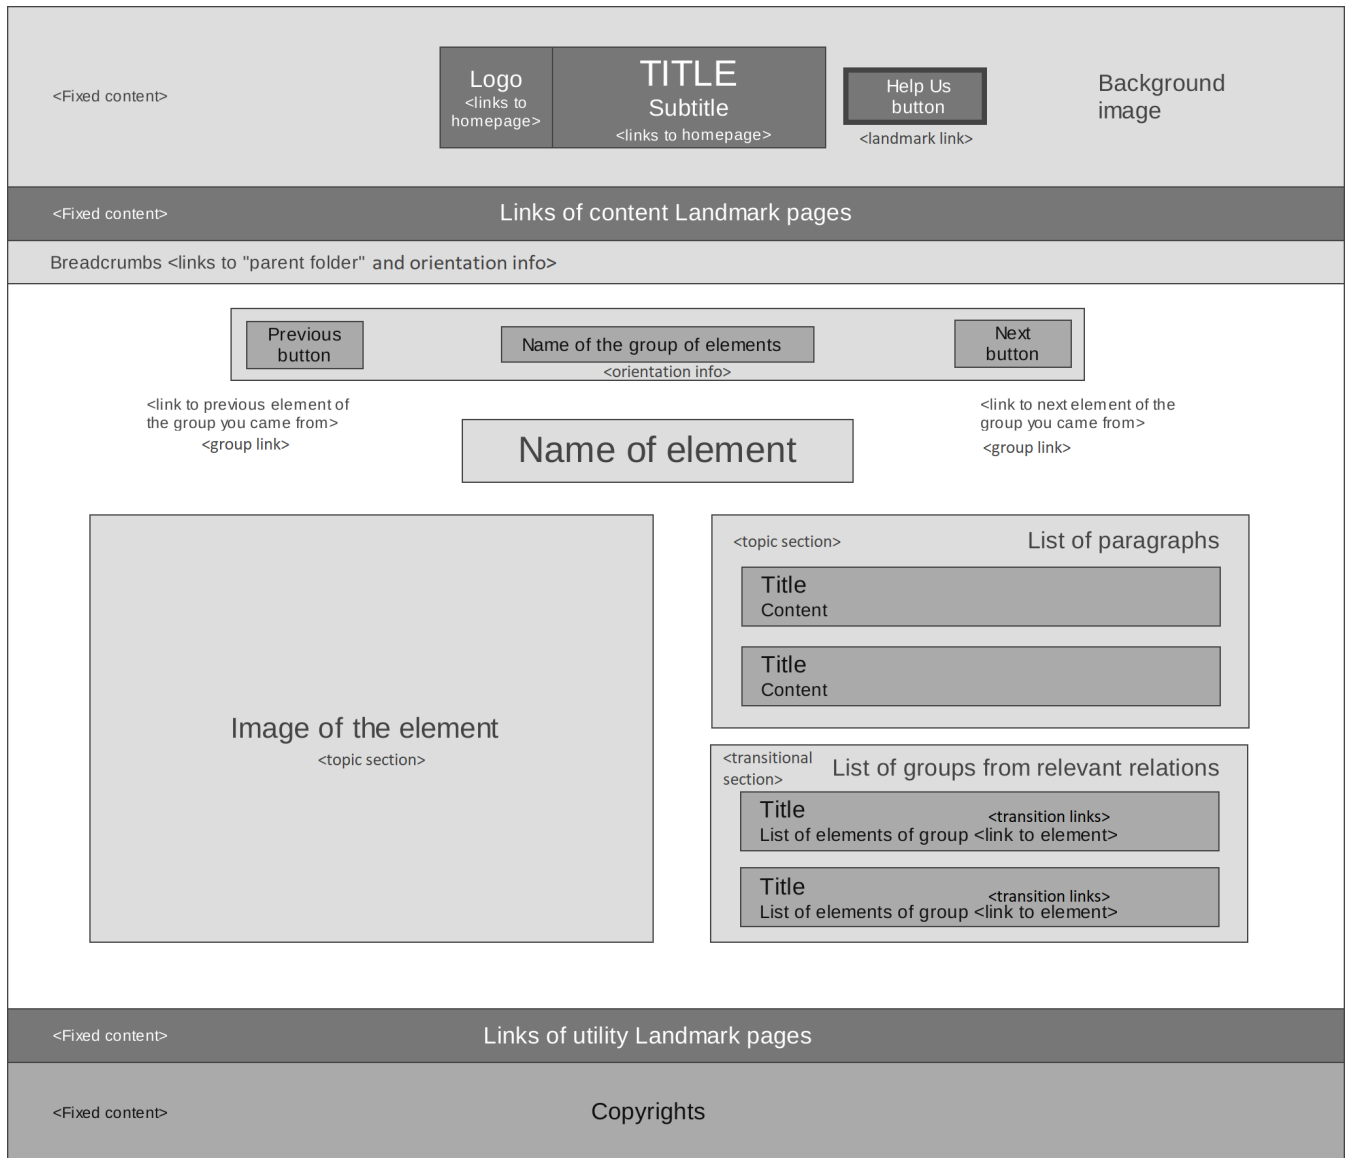 <Fixed content>
Logo
<links to
homepage>
TITLE
Subtitle
<links to homepage>
Help Us
button
<landmark link>
Background
image
<Fixed content>
Links of content Landmark pages
Breadcrumbs <links to "parent folder" and orientation info>
Previous
button
Name of the group of elements
<orientation info>
Next
button
<link to previous element of
the group you came from>
<group link>
<link to next element of the
group you came from>
<group link>
Name of element
Image of the element
<topic section>
<topic section>
List of paragraphs
Title
Content
Title
Content
<transitional
section>
List of groups from relevant relations
Title
<transition links>
List of elements of group <link to element>
Title
<transition links>
List of elements of group <link to element>
<Fixed content>
Links of utility Landmark pages
<Fixed content>
Copyrights